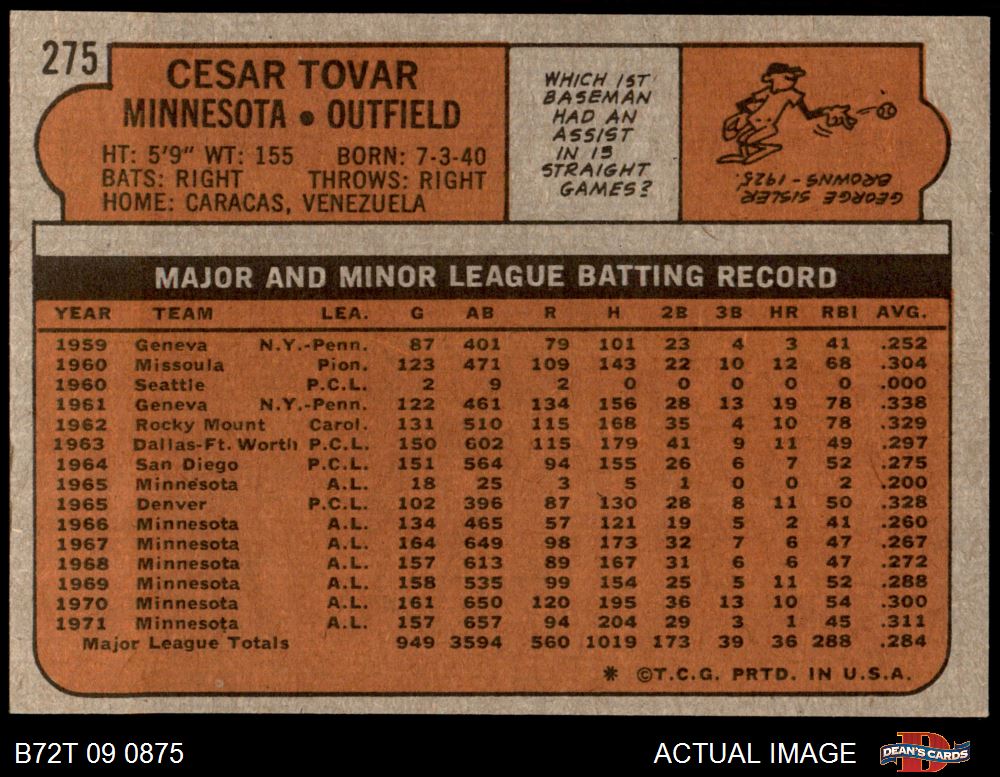 275
CESAR TOVAR
MINNESOTA • OUTFIELD
HT: 5'9" WT: 155 BORN: 7-3-40
BATS: RIGHT THROWS: RIGHT
HOME: CARACAS, VENEZUELA
WHICH 1ST
BASEMAN
HAD AN
ASSIST
IN 13
STRAIGHT
GAMES?
GEORGE SISLER,
BROWNS - 1925.
MAJOR AND MINOR LEAGUE BATTING RECORD
YEAR TEAM LEA. G AB R H 2B 3B HR RBI AVG.
1959 Geneva N.Y.-Penn. 87 401 79 101 23 4 3 41 .252
1960 Missoula Pion. 123 471 109 143 22 10 12 68 .304
1960 Seattle P.C.L. 2 9 2 0 0 0 0 0 .000
1961 Geneva N.Y.-Penn. 122 461 134 156 28 13 19 78 .338
1962 Rocky Mount Carol. 131 510 115 168 35 4 10 78 .329
1963 Dallas-Ft. Worth P.C.L. 150 602 115 179 41 9 11 49 .297
1964 San Diego P.C.L. 151 564 94 155 26 6 7 52 .275
1965 Minnesota A.L. 18 25 3 5 1 0 0 2 .200
1965 Denver P.C.L. 102 396 87 130 28 8 11 50 .328
1966 Minnesota A.L. 134 465 57 121 19 5 2 41 .260
1967 Minnesota A.L. 164 649 98 173 32 7 6 47 .267
1968 Minnesota A.L. 157 613 89 167 31 6 6 47 .272
1969 Minnesota A.L. 158 535 99 154 25 5 11 52 .288
1970 Minnesota A.L. 161 650 120 195 36 13 10 54 .300
1971 Minnesota A.L. 157 657 94 204 29 3 1 45 .311
Major League Totals 949 3594 560 1019 173 39 36 288 .284
* ©T.C.G. PRTD. IN U.S.A.
B72T 09 0875
ACTUAL IMAGE
DEAN'S CARDS